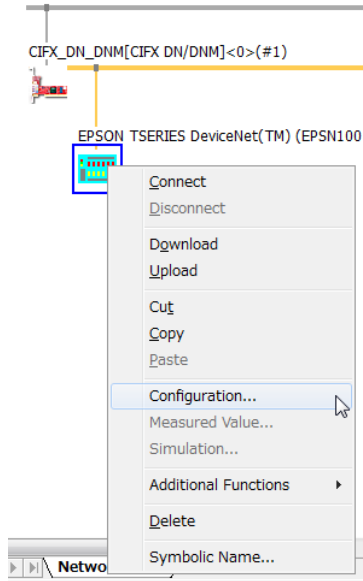 CIFX_DN_DNM[CIFX DN/DNM]<0>(#1)
EPSON TSERIES DeviceNet(TM) (EPSN100
Connect
Disconnect
Download
Upload
Cut
Copy
Paste
Configuration...
Measured Value...
Simulation...
Additional Functions
Delete
Symbolic Name...
Netwo